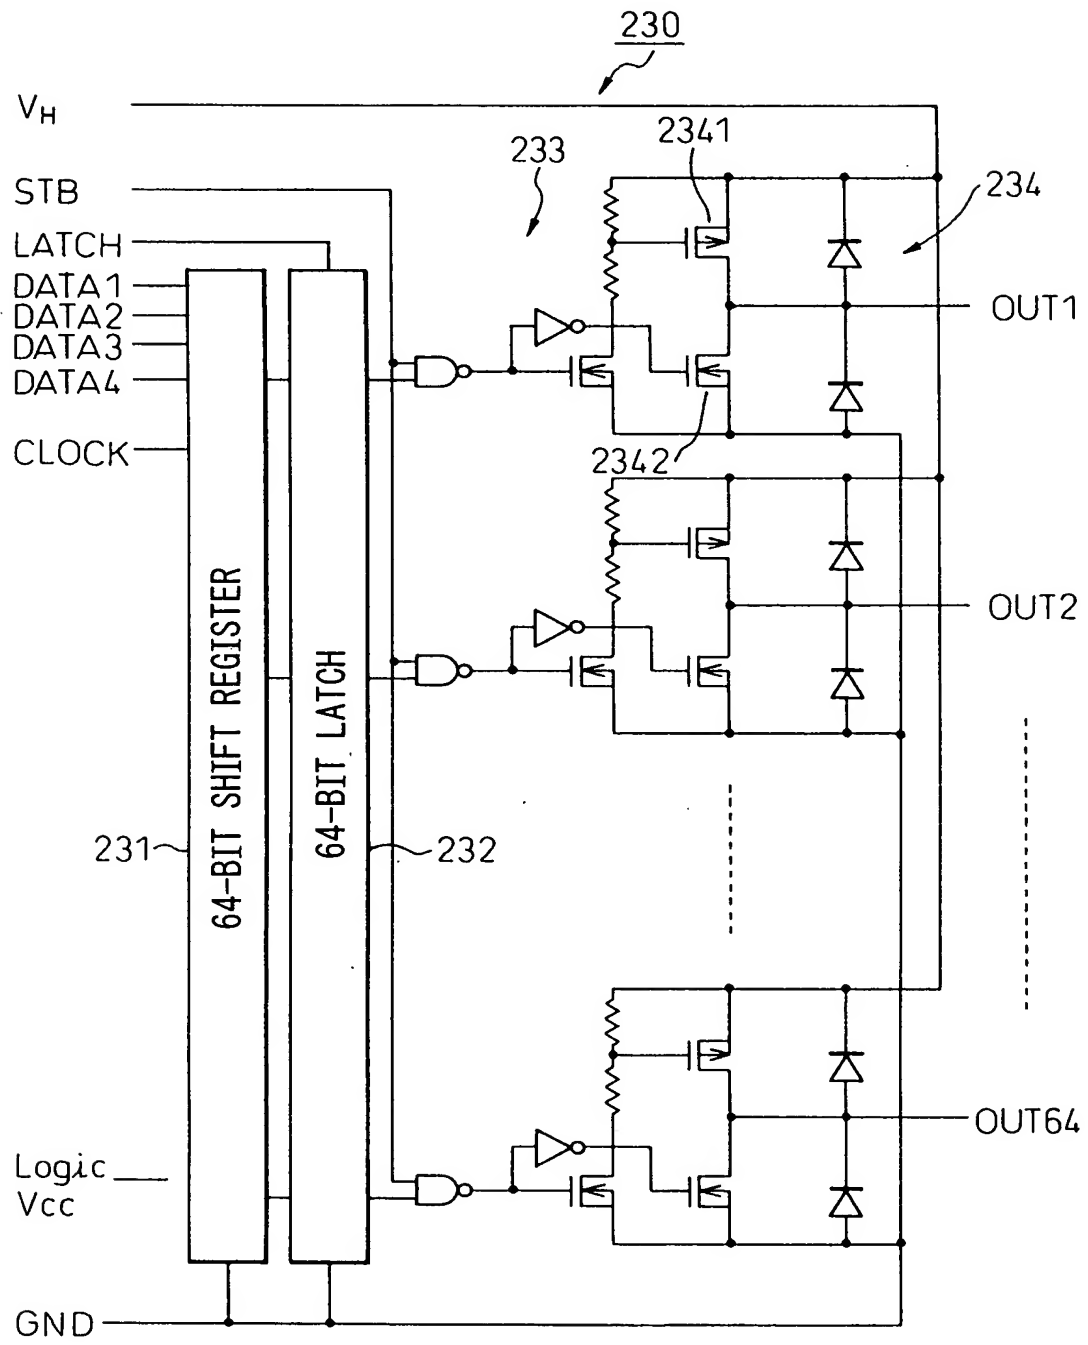 230
V_H
2341
233
STB
234
LATCH
DATA1
DATA2
DATA3
DATA4
OUT1
CLOCK
2342
OUT2
64-BIT SHIFT REGISTER
64-BIT LATCH
231
232
OUT64
Logic
Vcc
GND